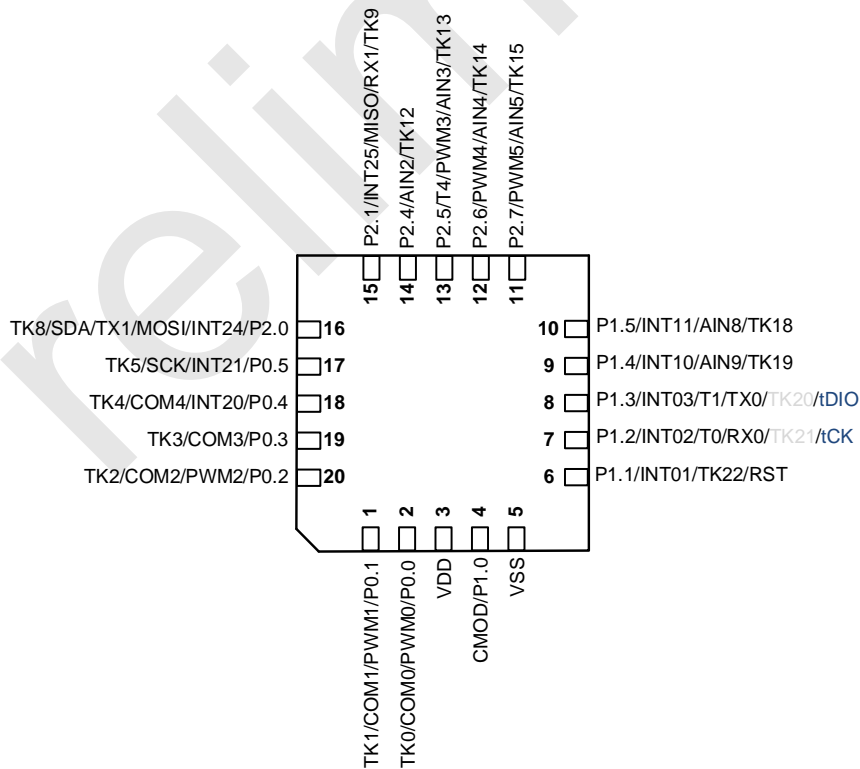 P2.1/INT25/MISO/RX1/TK9
P2.4/AIN2/TK12
P2.5/T4/PWM3/AIN3/TK13
P2.6/PWM4/AIN4/TK14
P2.7/PWM5/AIN5/TK15
15 14 13 12 11
TK8/SDA/TX1/MOSI/INT24/P2.0 16
TK5/SCK/INT21/P0.5 17
TK4/COM4/INT20/P0.4 18
TK3/COM3/P0.3 19
TK2/COM2/PWM2/P0.2 20
10 P1.5/INT11/AIN8/TK18
9 P1.4/INT10/AIN9/TK19
8 P1.3/INT03/T1/TX0/TK20/tDIO
7 P1.2/INT02/T0/RX0/TK21/tCK
6 P1.1/INT01/TK22/RST
1 2 3 4 5
TK1/COM1/PWM1/P0.1
TK0/COM0/PWM0/P0.0
VDD
CMOD/P1.0
VSS
relim